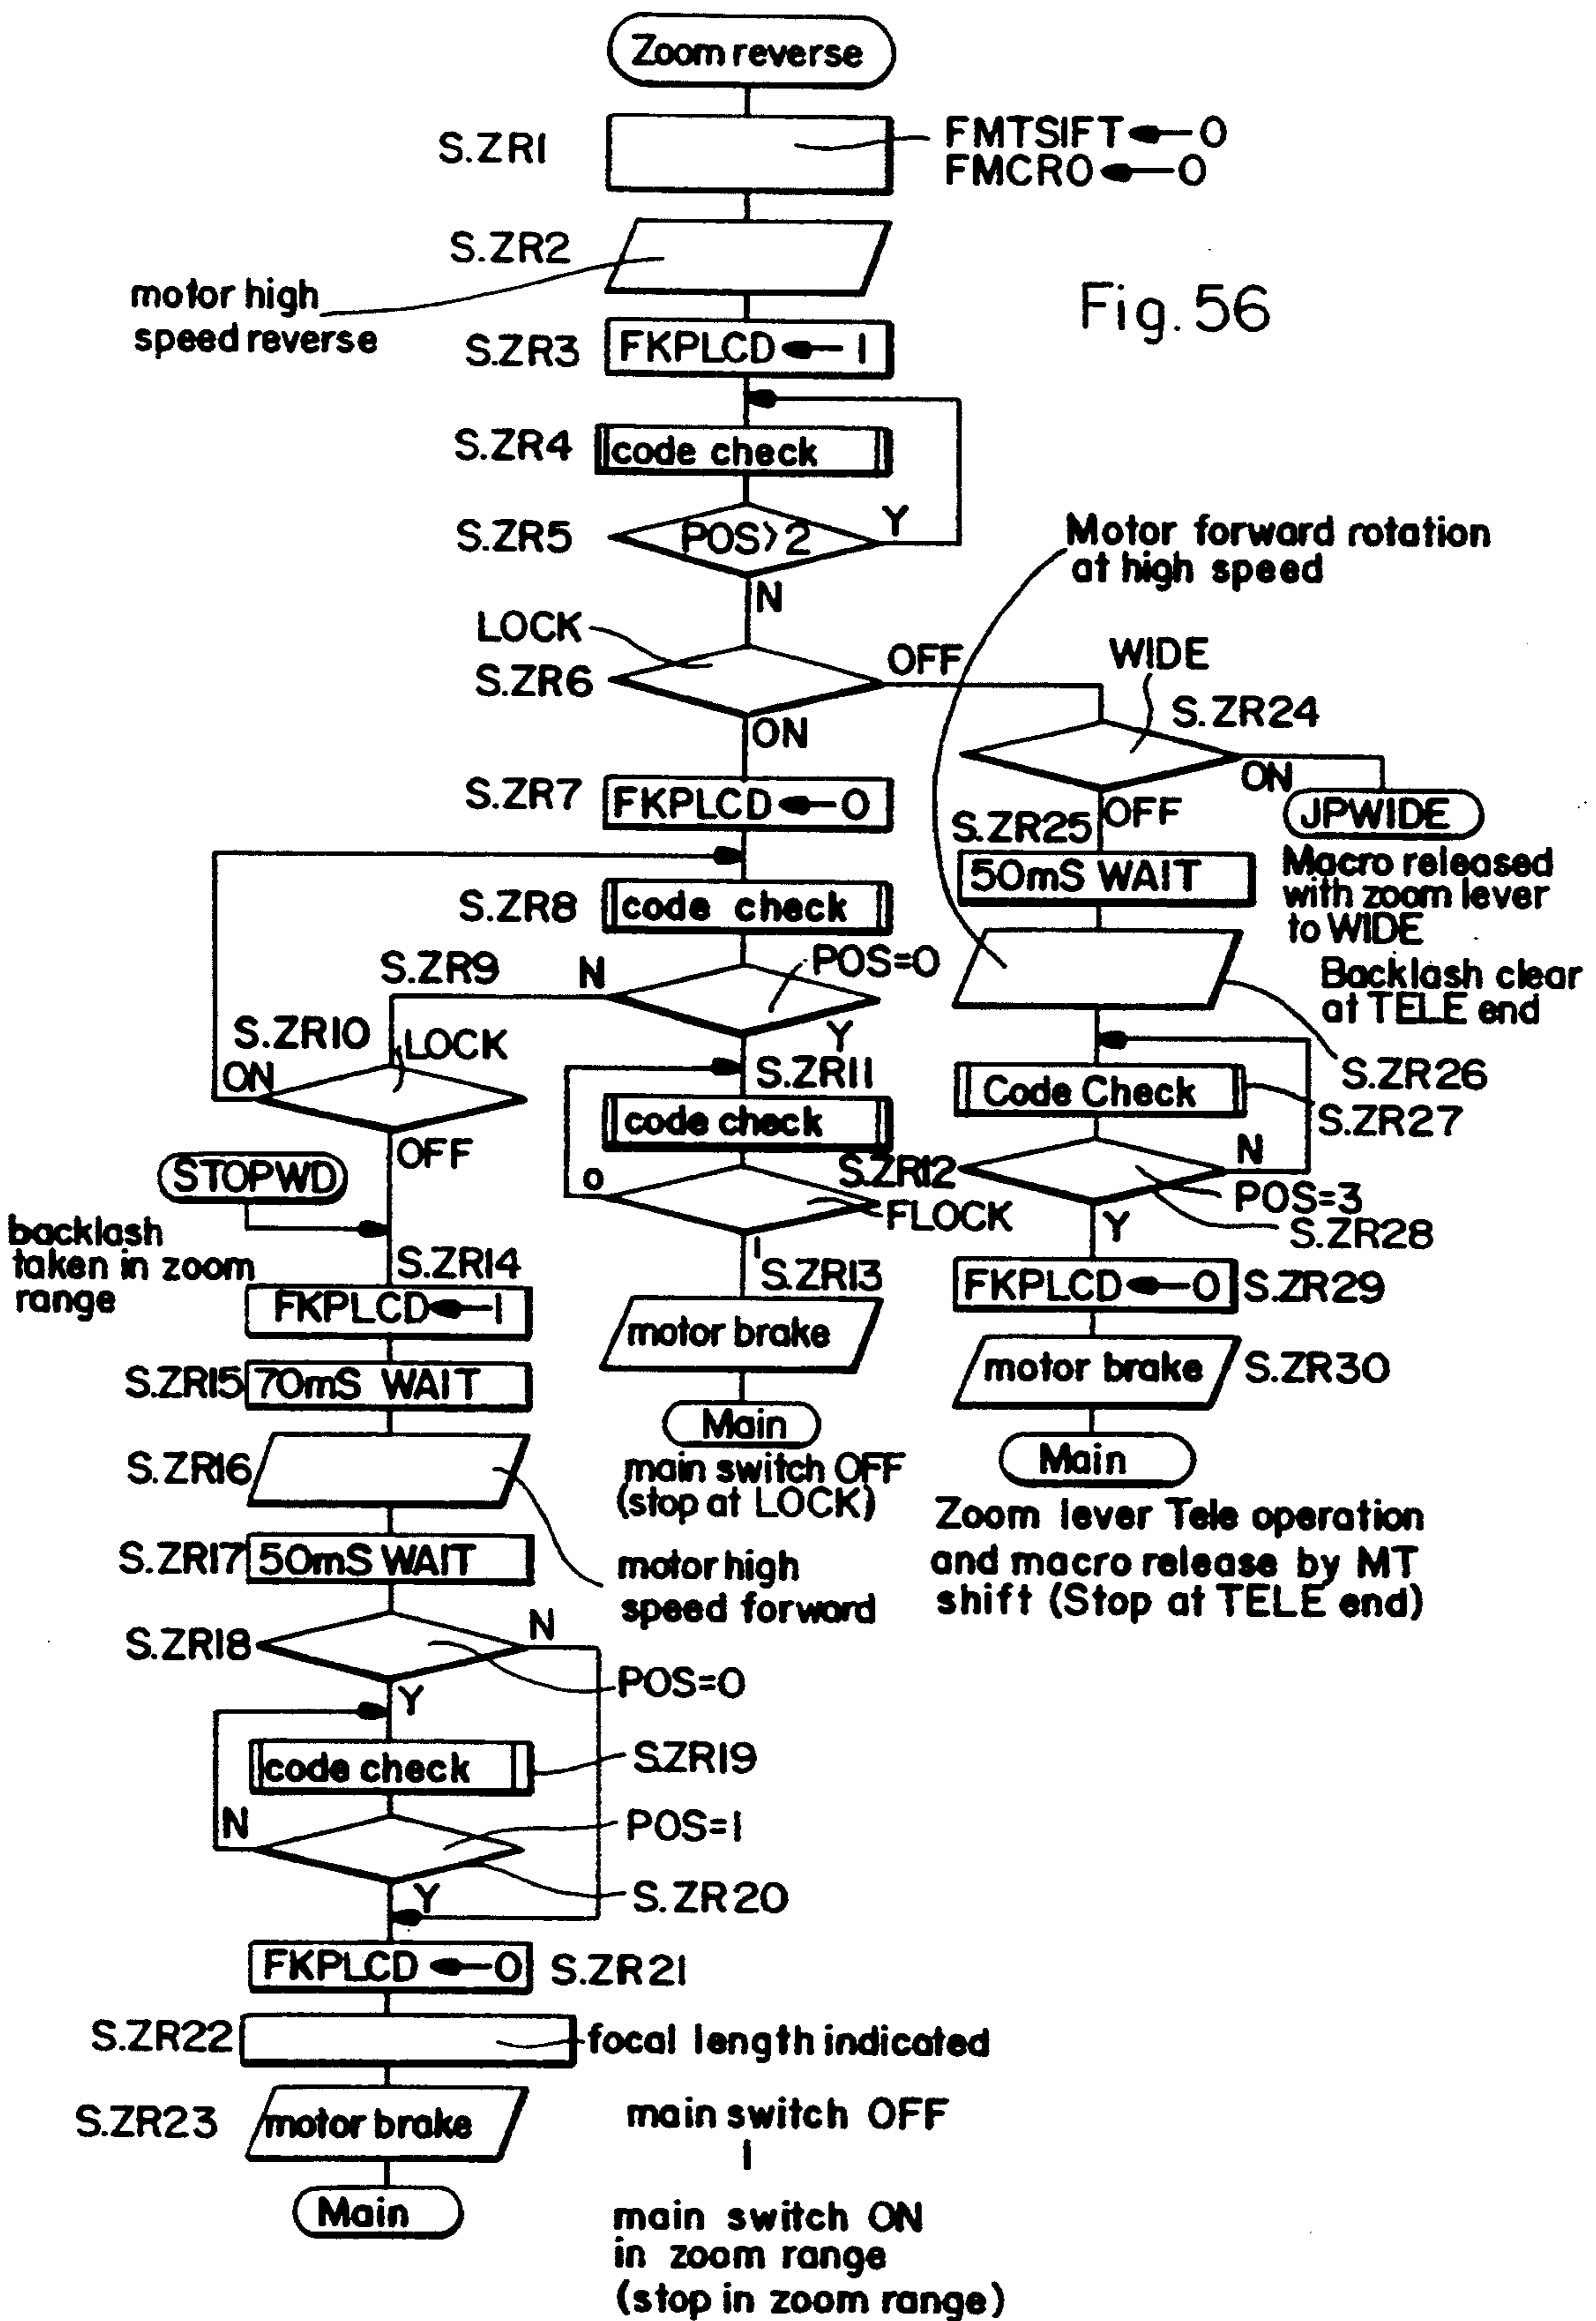 Zoom reverse
S.ZR1
FMTSIFT←0
FMCRO←0
S.ZR2
motor high
speed reverse
Fig. 56
S.ZR3
FKPLCD←1
S.ZR4
code check
S.ZR5
POS>2
Y
N
Motor forward rotation
at high speed
LOCK
S.ZR6
OFF
ON
WIDE
S.ZR24
ON
OFF
JPWIDE
Macro released
with zoom lever
to WIDE
S.ZR7
FKPLCD←0
S.ZR25
50mS WAIT
S.ZR8
code check
S.ZR9
N
POS=0
Y
Backlash clear
at TELE end
S.ZR26
S.ZR10
LOCK
ON
OFF
S.ZR11
code check
Code Check
S.ZR27
STOPWD
backlash
taken in zoom
range
S.ZR12
0
FLOCK
1
N
POS=3
S.ZR28
Y
S.ZR14
FKPLCD←1
S.ZR13
motor brake
FKPLCD←0
S.ZR29
S.ZR15
70mS WAIT
Main
main switch OFF
(stop at LOCK)
motor brake
S.ZR30
Main
Zoom lever Tele operation
and macro release by MT
shift (Stop at TELE end)
S.ZR16
motor high
speed forward
S.ZR17
50mS WAIT
S.ZR18
N
POS=0
Y
code check
S.ZR19
N
POS=1
S.ZR20
Y
FKPLCD←0
S.ZR21
S.ZR22
focal length indicated
S.ZR23
motor brake
Main
main switch OFF
|
main switch ON
in zoom range
(stop in zoom range)